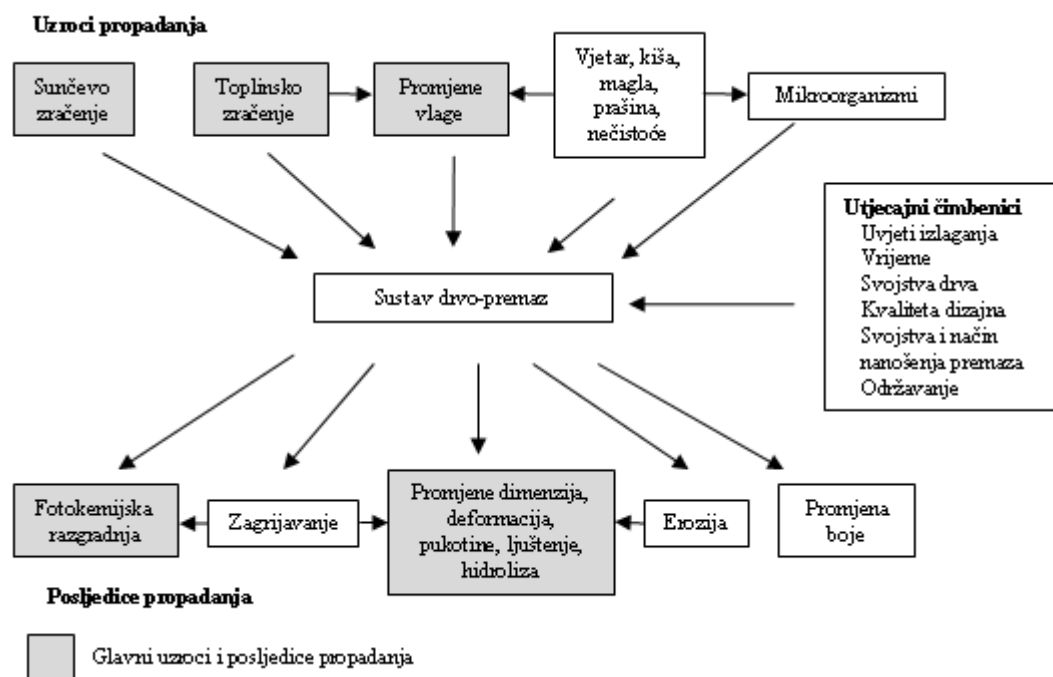 Uzroci propadanja
Sunčevo
zračenje
Toplinsko
zračenje
Promjene
vlage
Vjetar, kiša,
magla,
prašina,
nečistoće
Mikroorganizmi
Utjecajni čimbenici
Uvjeti izlaganja
Vrijeme
Svojstva drva
Kvaliteta dizajna
Svojstva i način
nanošenja premaza
Održavanje
Sustav drvo-premaz
Fotokemijska
razgradnja
Zagrijavanje
Promjene dimenzija,
deformacija,
pukotine, ljuštenje,
hidroliza
Erozija
Promjena
boje
Posljedice propadanja
Glavni uzroci i posljedice propadanja